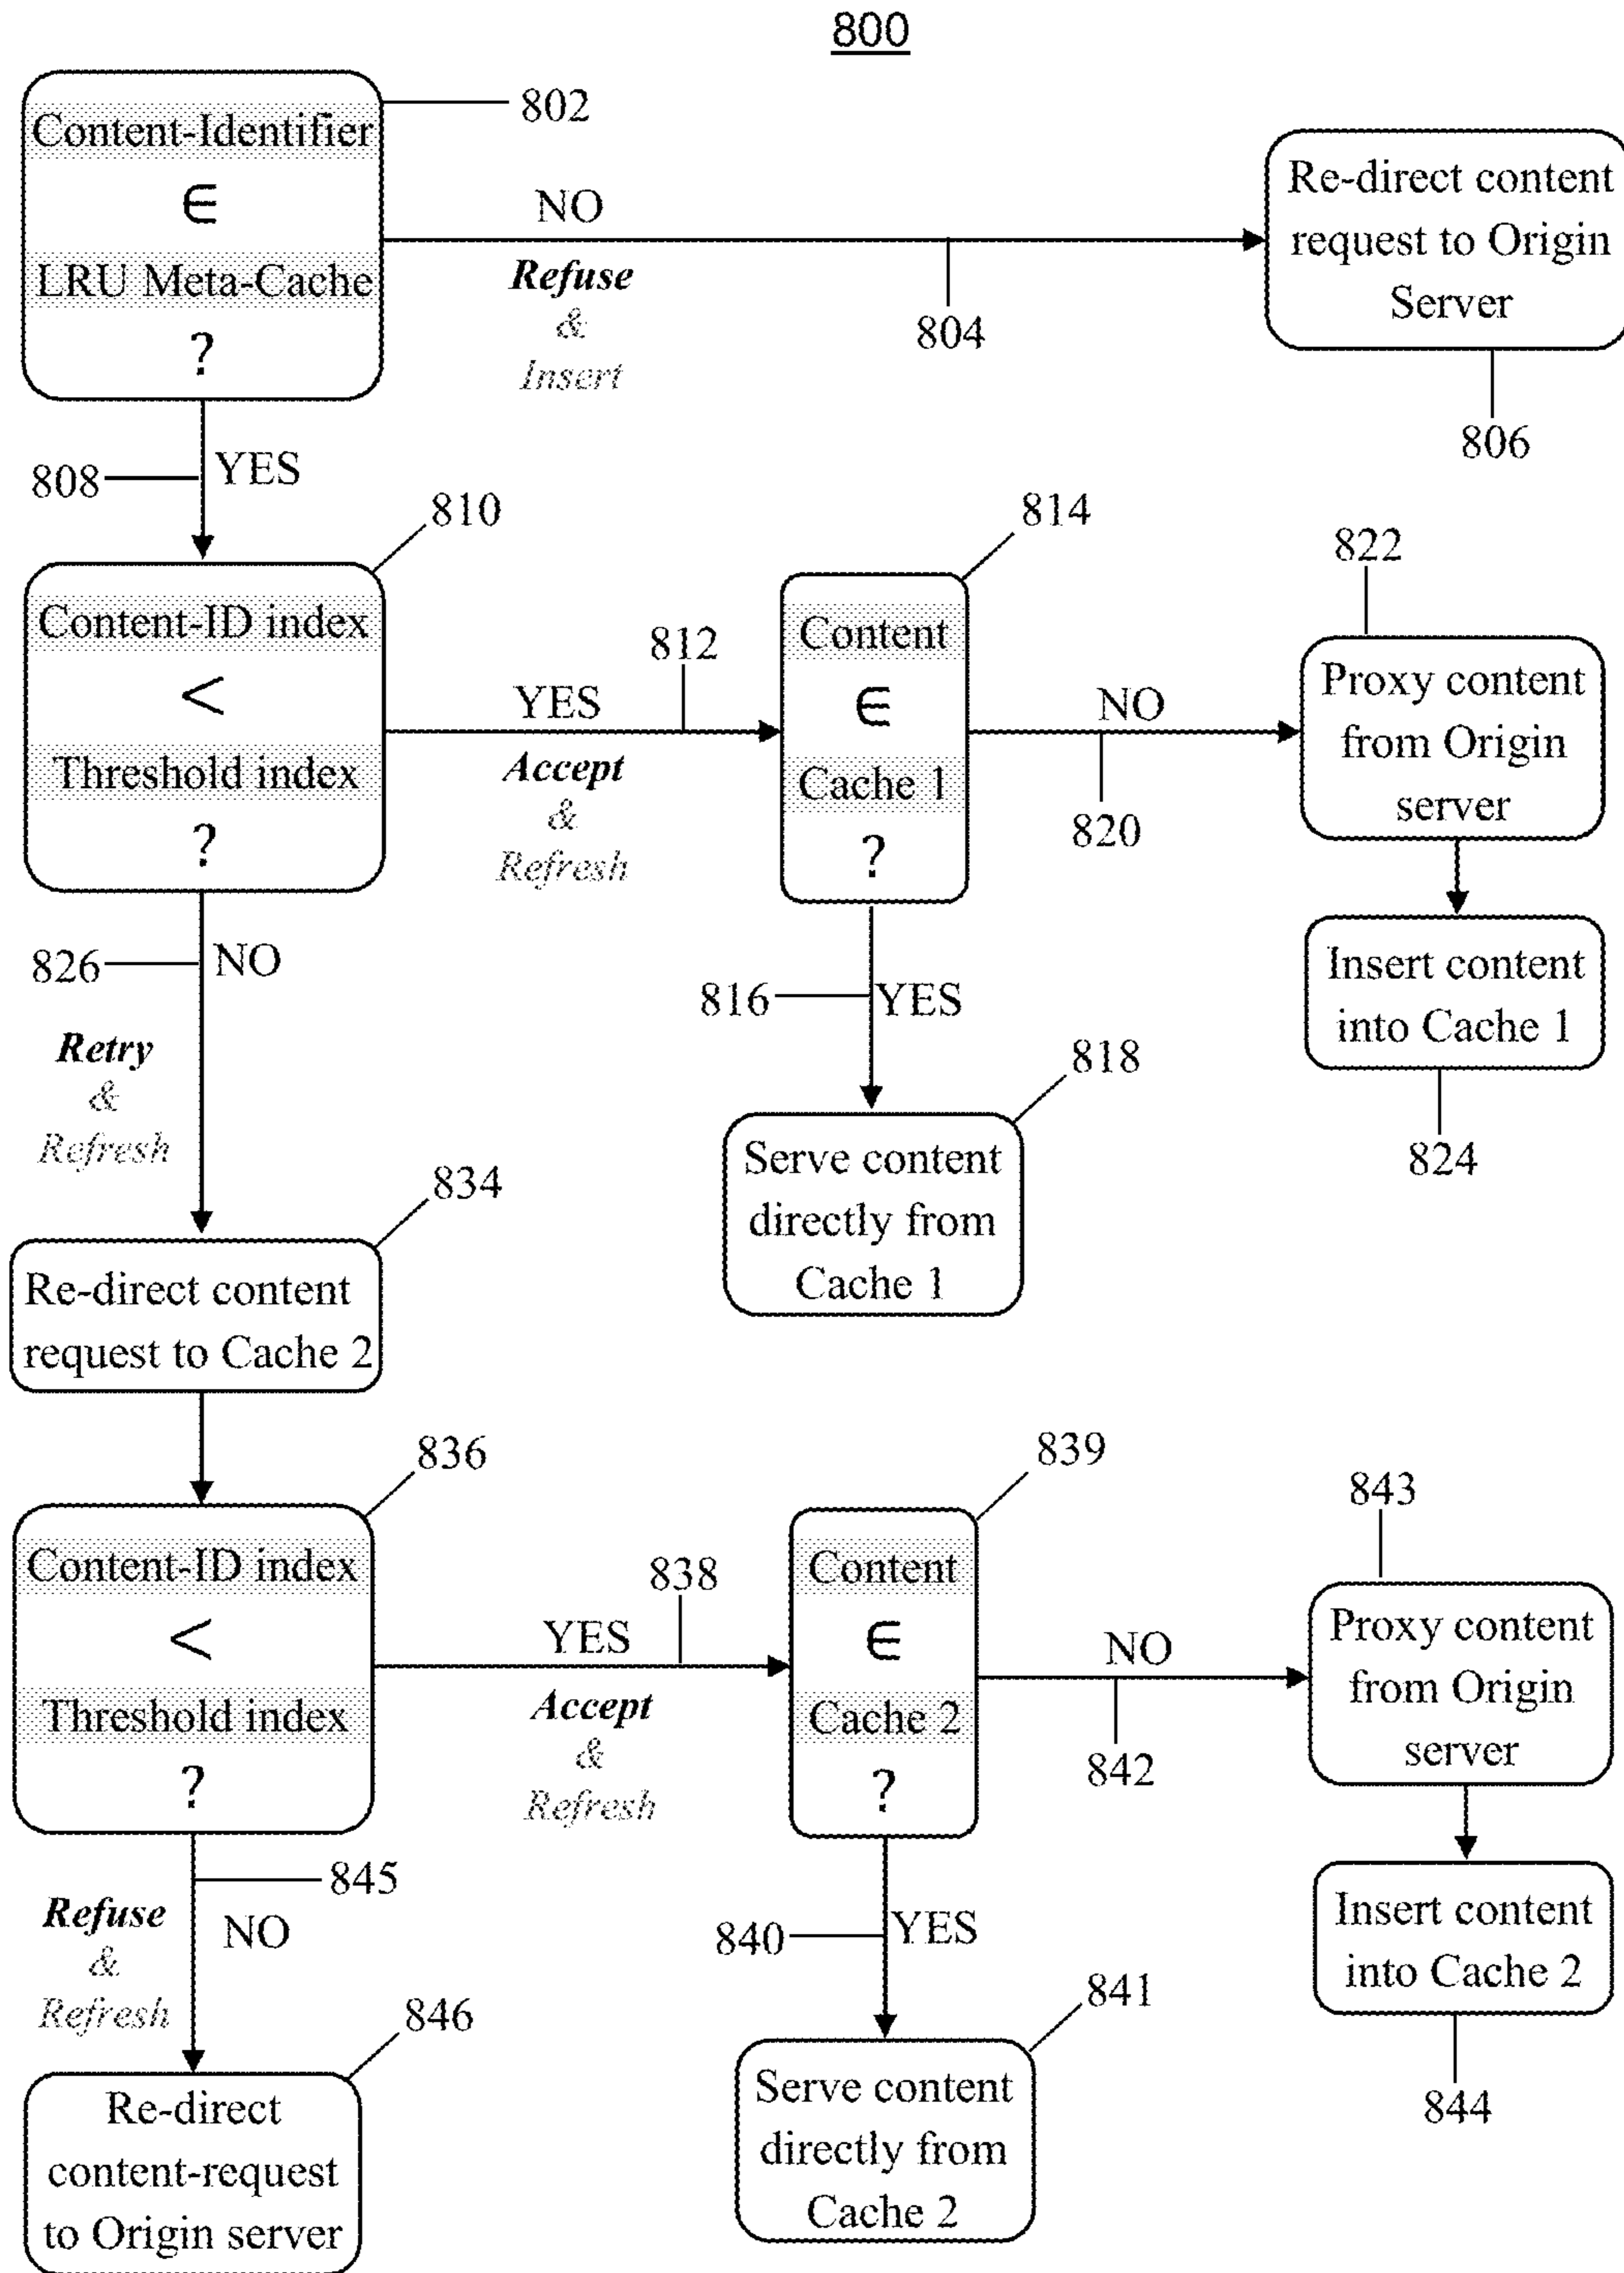 800
Content-Identifier
∈
LRU Meta-Cache
?
802
NO
Refuse
&
Insert
804
Re-direct content
request to Origin
Server
806
808
YES
810
Content-ID index
<
Threshold index
?
812
YES
Accept
&
Refresh
814
Content
∈
Cache 1
?
NO
820
822
Proxy content
from Origin
server
Insert content
into Cache 1
824
816
YES
818
Serve content
directly from
Cache 1
826
NO
Retry
&
Refresh
834
Re-direct content
request to Cache 2
836
Content-ID index
<
Threshold index
?
838
YES
Accept
&
Refresh
839
Content
∈
Cache 2
?
NO
842
843
Proxy content
from Origin
server
Insert content
into Cache 2
844
840
YES
841
Serve content
directly from
Cache 2
845
Refuse
&
Refresh
NO
846
Re-direct
content-request
to Origin server